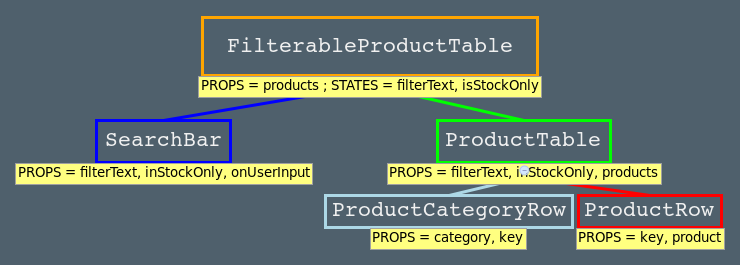 FilterableProductTable
PROPS = products ; STATES = filterText, isStockOnly
SearchBar
ProductTable
PROPS = filterText, inStockOnly, onUserInput
PROPS = filterText, inStockOnly, products
ProductCategoryRow
ProductRow
PROPS = category, key
PROPS = key, product